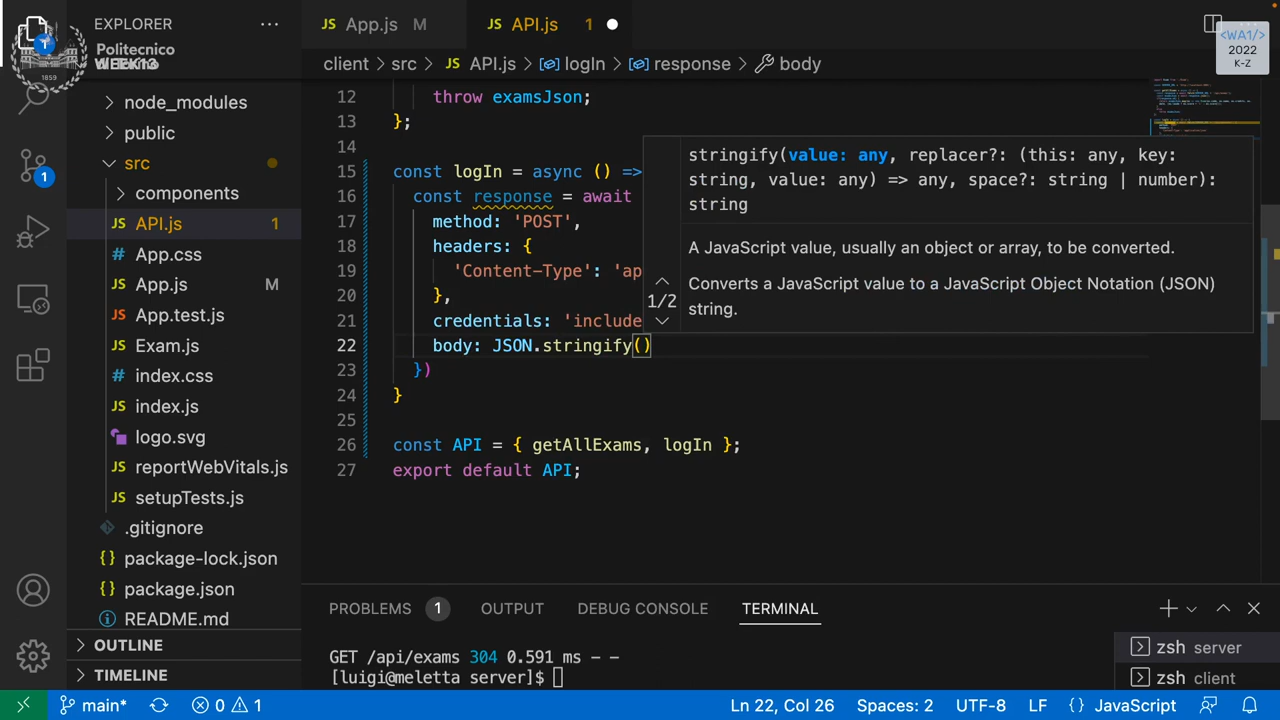 EXPLORER
App.js M
API.js 1
<WA1/>
2022
K-Z
Politecnico
1859
client > src > API.js > logIn > response > body
node_modules
public
src
components
API.js 1
App.css
App.js M
App.test.js
Exam.js
index.css
index.js
logo.svg
reportWebVitals.js
setupTests.js
.gitignore
package-lock.json
package.json
README.md
OUTLINE
TIMELINE
12 throw examsJson;
13 };
14
15 const logIn = async () =>
16 const response = await
17 method: 'POST',
18 headers: {
19 'Content-Type': 'ap
20 },
21 credentials: 'include
22 body: JSON.stringify()
23 })
24 }
25
26 const API = { getAllExams, logIn };
27 export default API;
1/2
stringify(value: any, replacer?: (this: any, key:
string, value: any) => any, space?: string | number):
string
A JavaScript value, usually an object or array, to be converted.
Converts a JavaScript value to a JavaScript Object Notation (JSON)
string.
PROBLEMS 1 OUTPUT DEBUG CONSOLE TERMINAL
GET /api/exams 304 0.591 ms - -
[luigi@meletta server]$
zsh server
zsh client
main* 0 1 Ln 22, Col 26 Spaces: 2 UTF-8 LF {} JavaScript